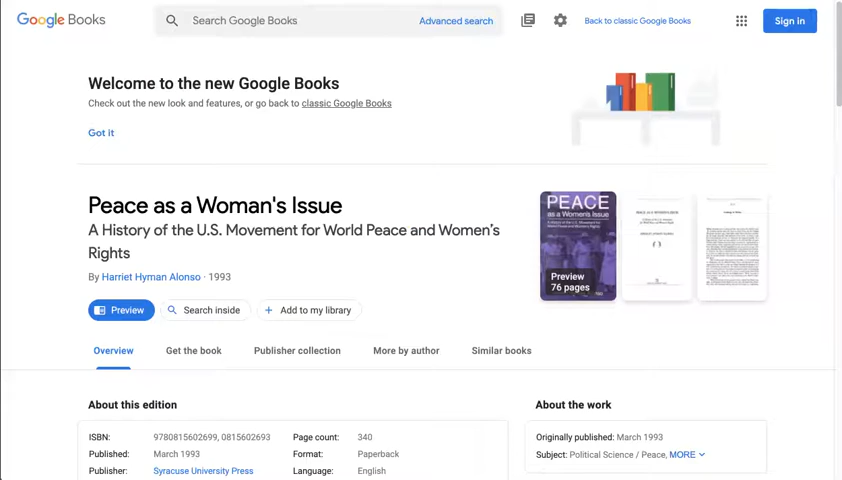 Google Books
Search Google Books
Advanced search
Back to classic Google Books
Sign in
Welcome to the new Google Books
Check out the new look and features, or go back to classic Google Books
Got it
Peace as a Woman's Issue
A History of the U.S. Movement for World Peace and Women's
Rights
By Harriet Hyman Alonso · 1993
Preview
Search inside
+ Add to my library
PEACE
as a Women's Issue
Preview
76 pages
Overview
Get the book
Publisher collection
More by author
Similar books
About this edition
ISBN: 9780815602699, 0815602693
Page count: 340
Published: March 1993
Format: Paperback
Publisher: Syracuse University Press
Language: English
About the work
Originally published: March 1993
Subject: Political Science / Peace, MORE